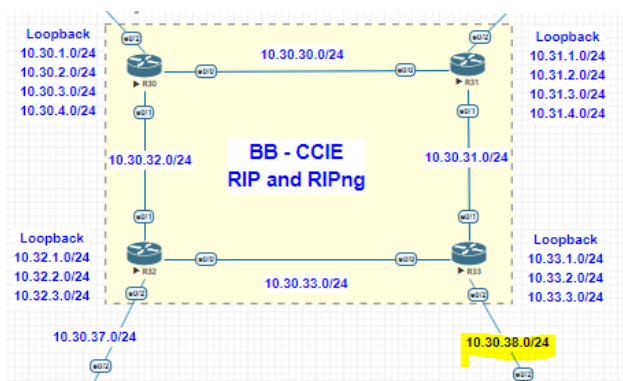 e0/2
e0/2
Loopback
10.30.1.0/24
10.30.2.0/24
10.30.3.0/24
10.30.4.0/24
10.30.30.0/24
Loopback
10.31.1.0/24
10.31.2.0/24
10.31.3.0/24
10.31.4.0/24
e0/0
e0/0
R30
R31
e0/1
e0/1
10.30.32.0/24
BB - CCIE
RIP and RIPng
10.30.31.0/24
e0/1
e0/1
Loopback
10.32.1.0/24
10.32.2.0/24
10.32.3.0/24
e0/0
e0/0
R32
R33
10.30.33.0/24
Loopback
10.33.1.0/24
10.33.2.0/24
10.33.3.0/24
e0/2
e0/2
10.30.37.0/24
10.30.38.0/24
e0/2
e0/2